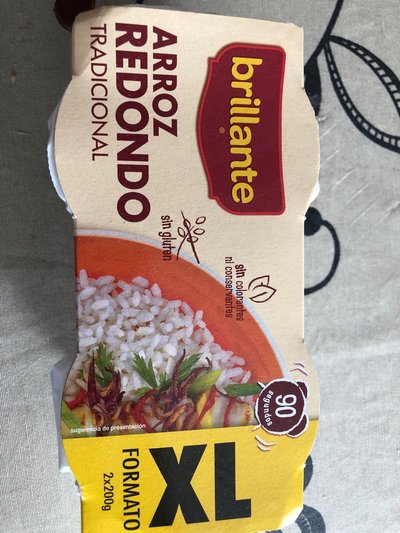 brillante
®
ARROZ
REDONDO
TRADICIONAL
sin gluten
sin colorantes
ni conservantes
90
segundos
sugerencia de presentación
XL
FORMATO
2x200g